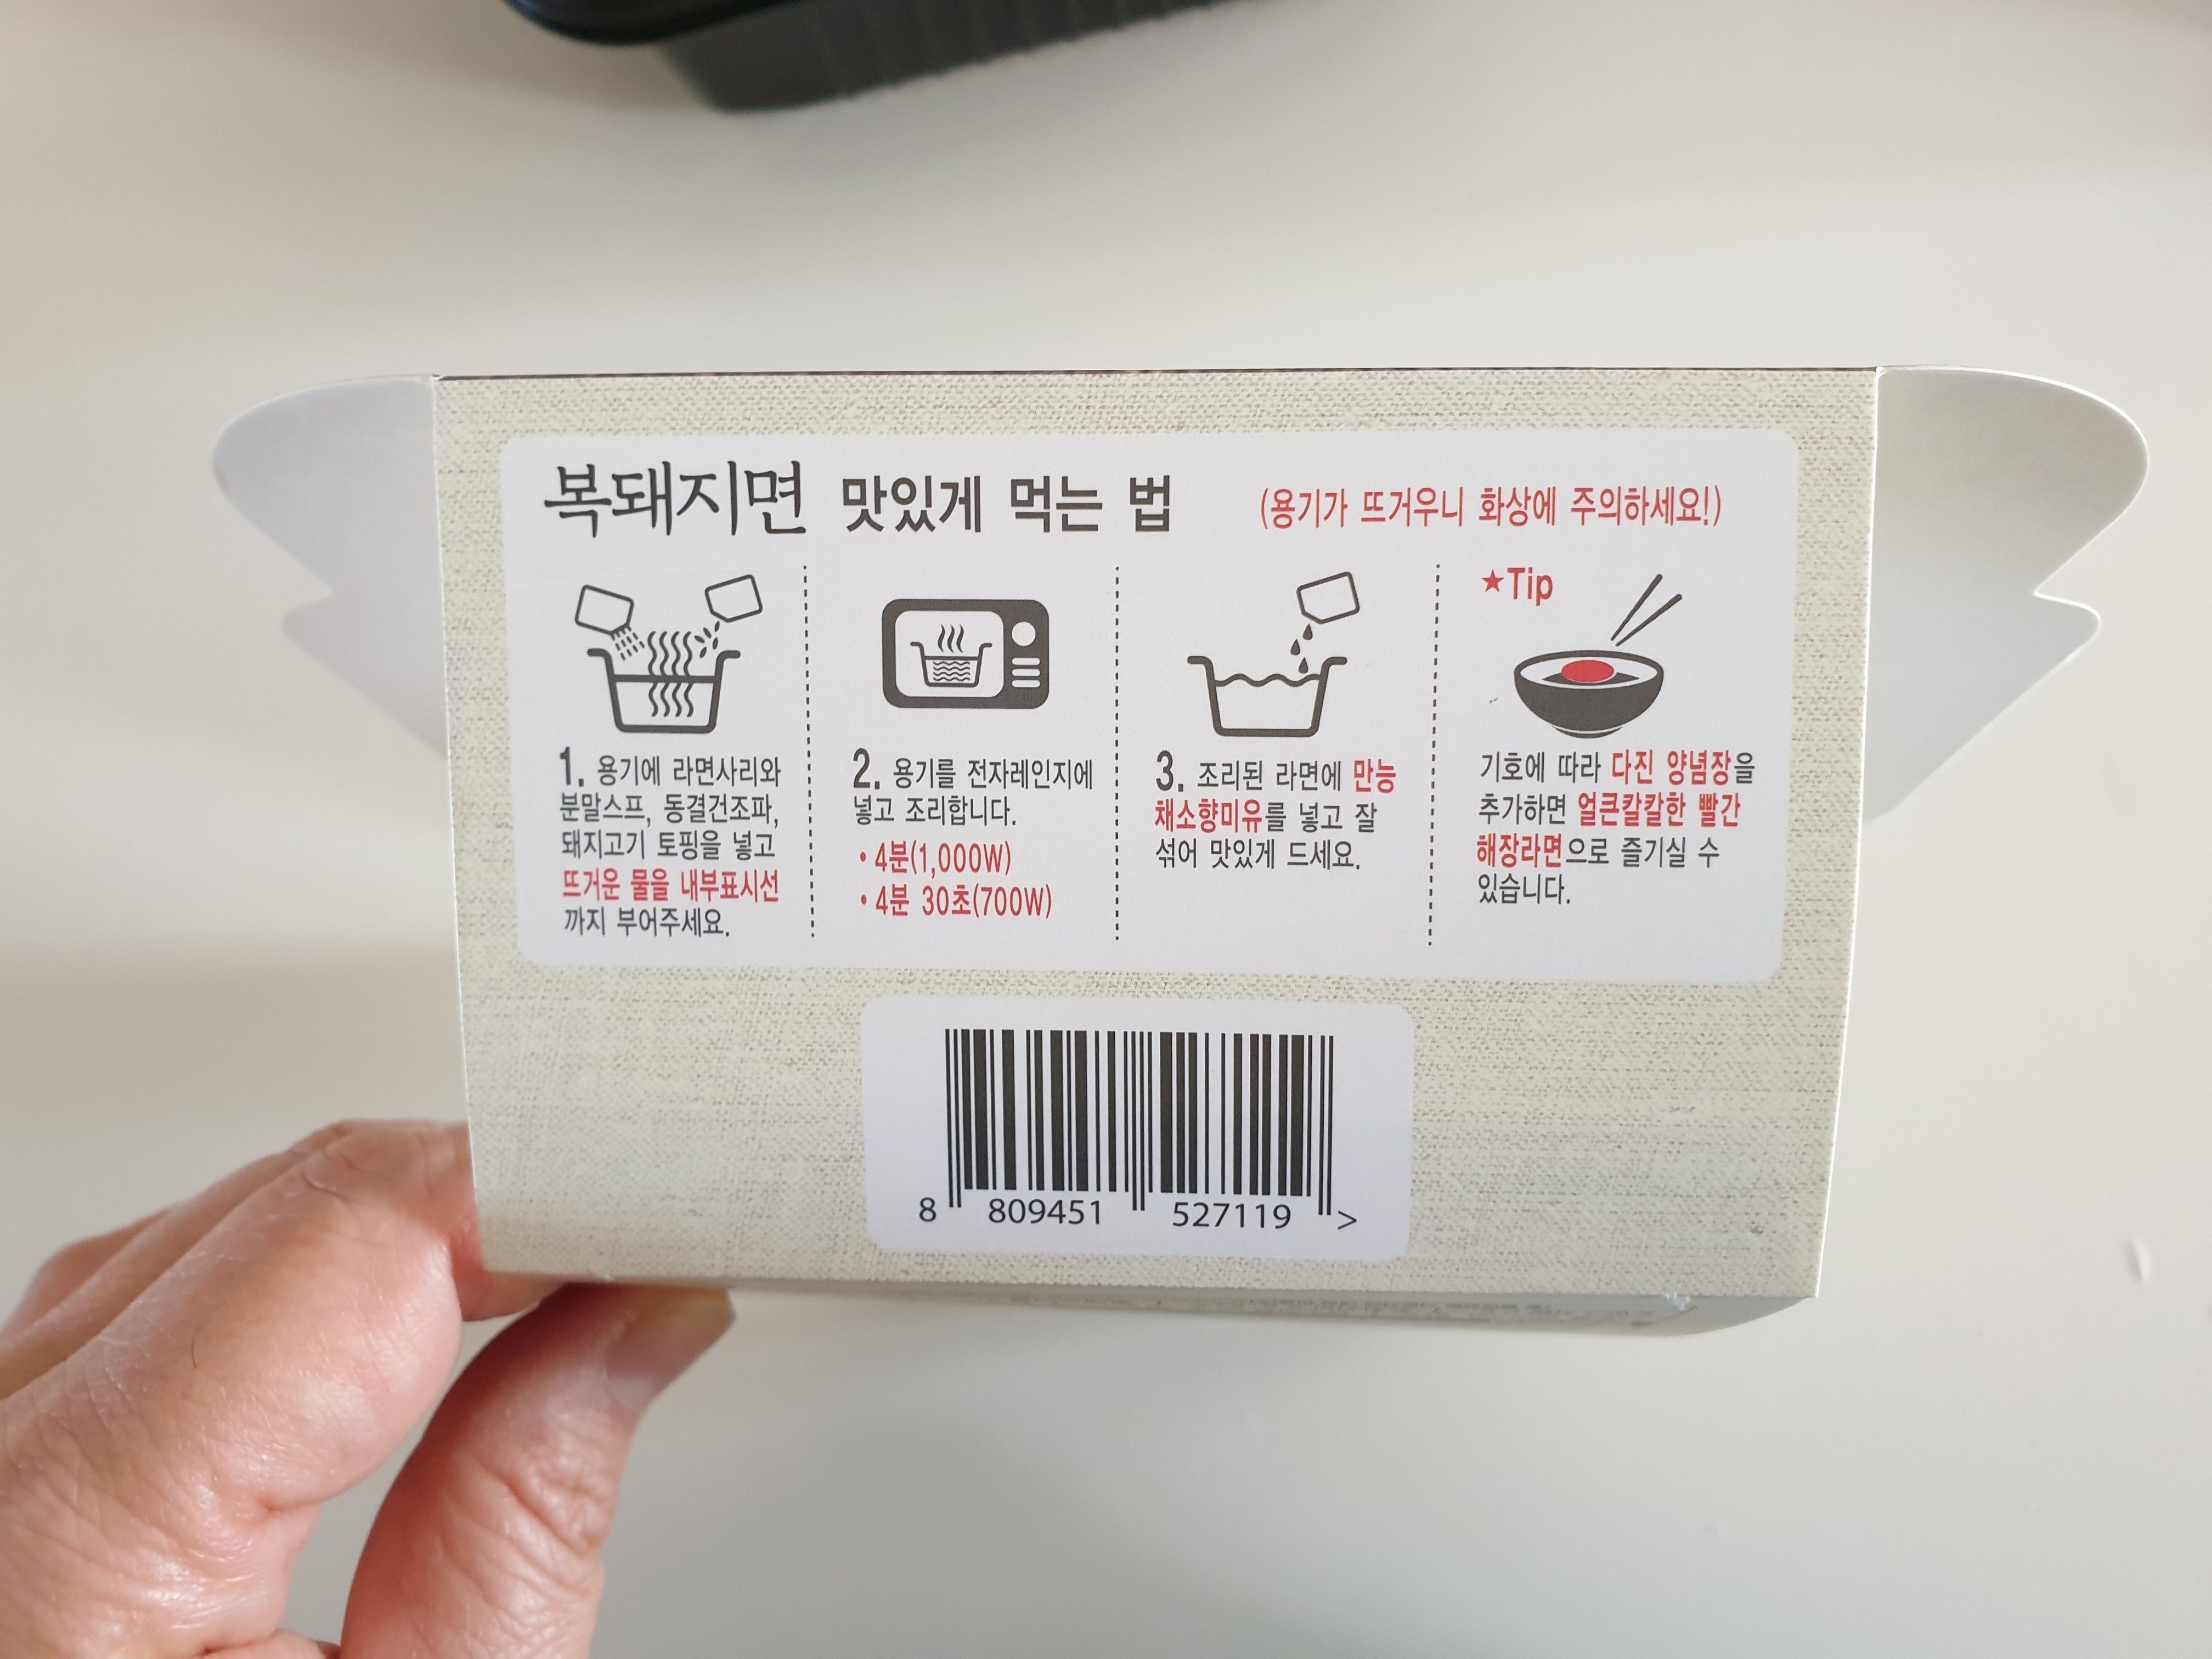 복돼지면 맛있게 먹는 법 (용기가 뜨거우니 화상에 주의하세요!)
1. 용기에 라면사리와
분말스프, 동결건조파,
돼지고기 토핑을 넣고
뜨거운 물을 내부표시선
까지 부어주세요.
2. 용기를 전자레인지에
넣고 조리합니다.
• 4분(1,000W)
• 4분 30초(700W)
3. 조리된 라면에 만능
채소향미유를 넣고 잘
섞어 맛있게 드세요.
★Tip
기호에 따라 다진 양념장을
추가하면 얼큰칼칼한 빨간
해장라면으로 즐기실 수
있습니다.
8 809451 527119 >